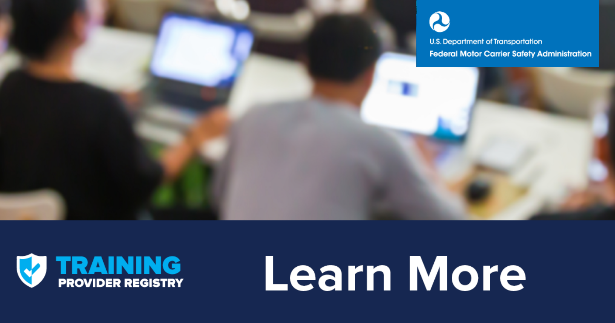 U.S. Department of Transportation
Federal Motor Carrier Safety Administration
TRAINING
PROVIDER REGISTRY
Learn More